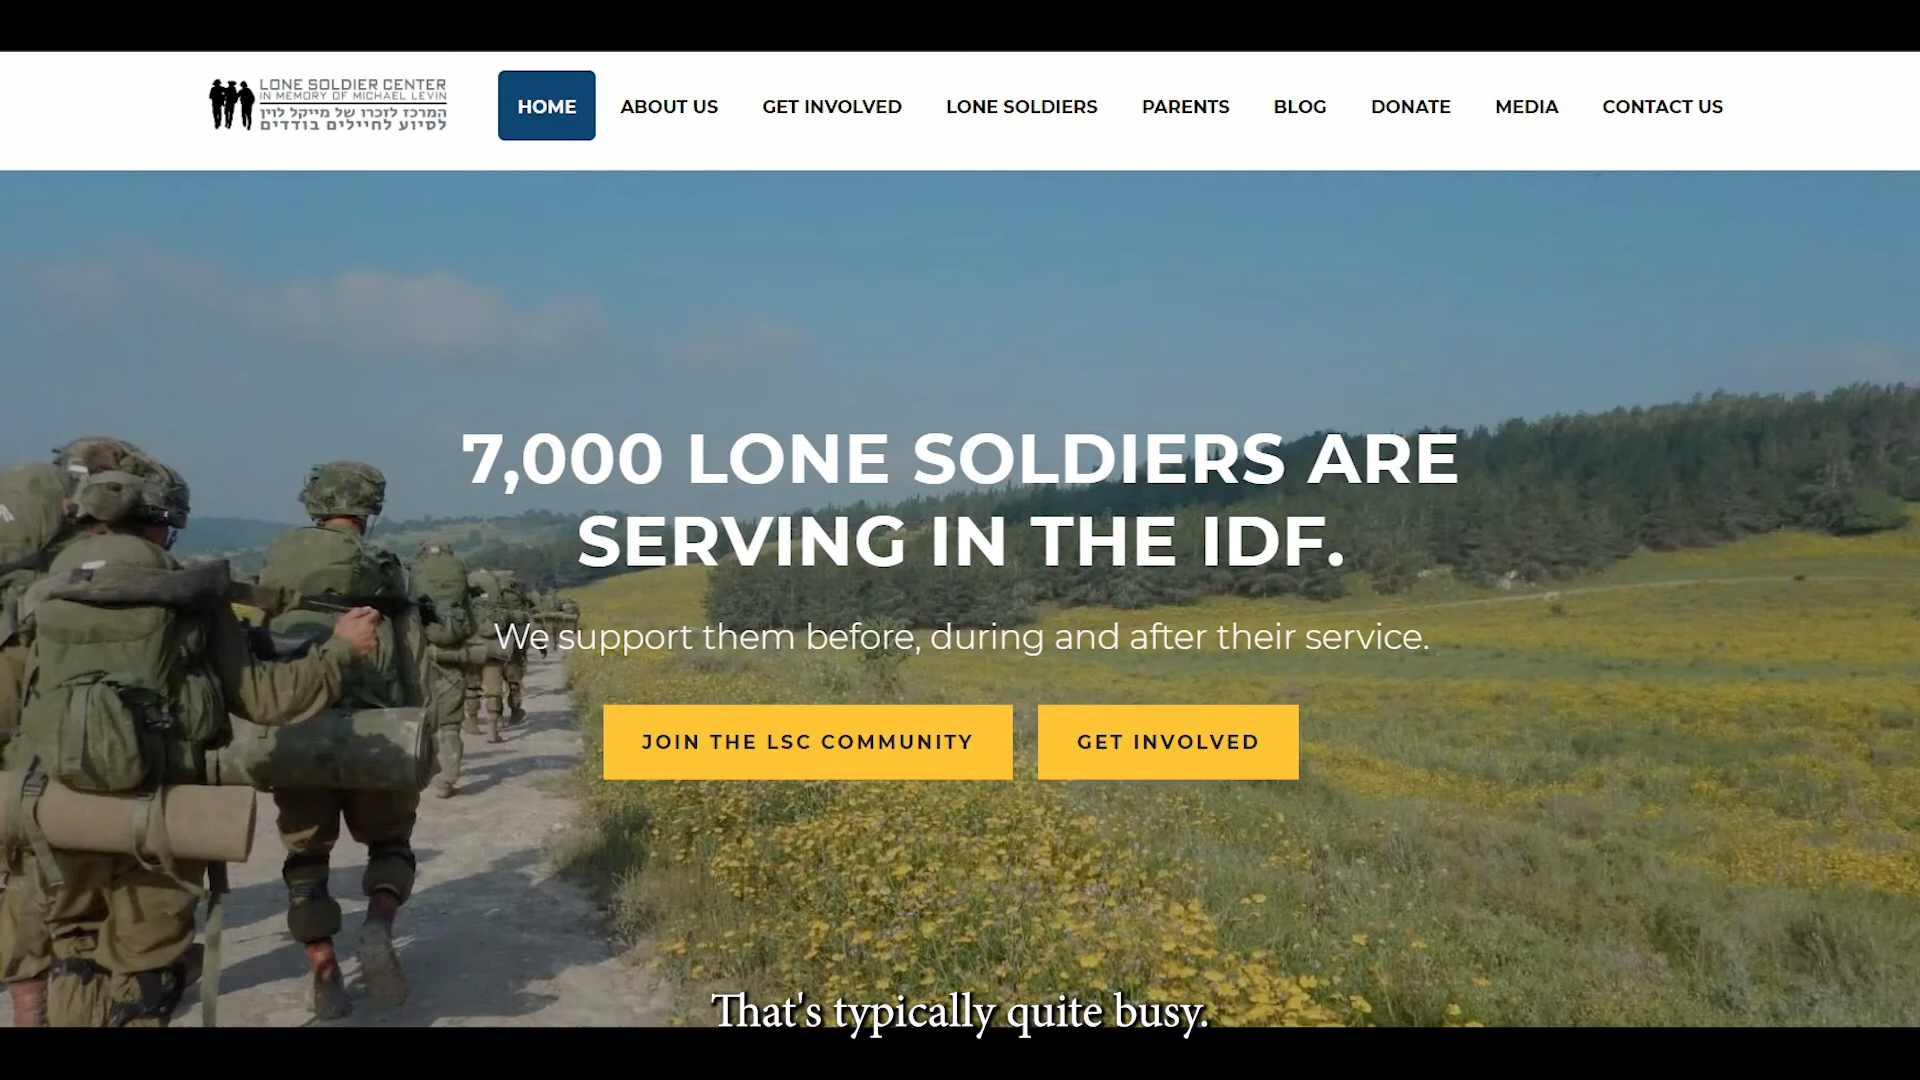 LONE SOLDIER CENTER
IN MEMORY OF MICHAEL LEVIN
המרכז לזכרו של מייקל לוין
לסיוע לחיילים בודדים
HOME
ABOUT US
GET INVOLVED
LONE SOLDIERS
PARENTS
BLOG
DONATE
MEDIA
CONTACT US
7,000 LONE SOLDIERS ARE
SERVING IN THE IDF.
We support them before, during and after their service.
JOIN THE LSC COMMUNITY
GET INVOLVED
That's typically quite busy.